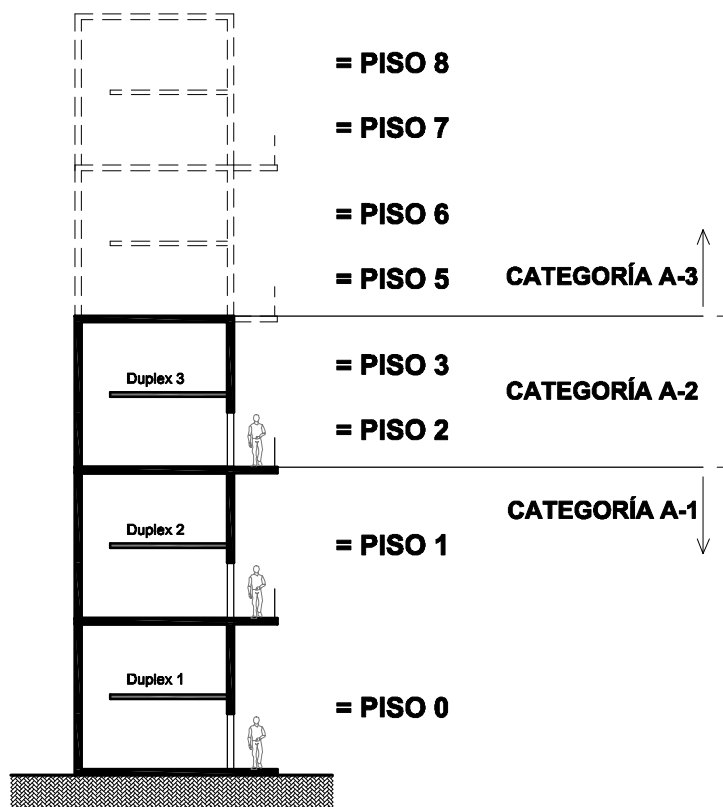 = PISO 8
= PISO 7
= PISO 6
= PISO 5
CATEGORÍA A-3
= PISO 3
Duplex 3
CATEGORÍA A-2
= PISO 2
CATEGORÍA A-1
Duplex 2
= PISO 1
Duplex 1
= PISO 0